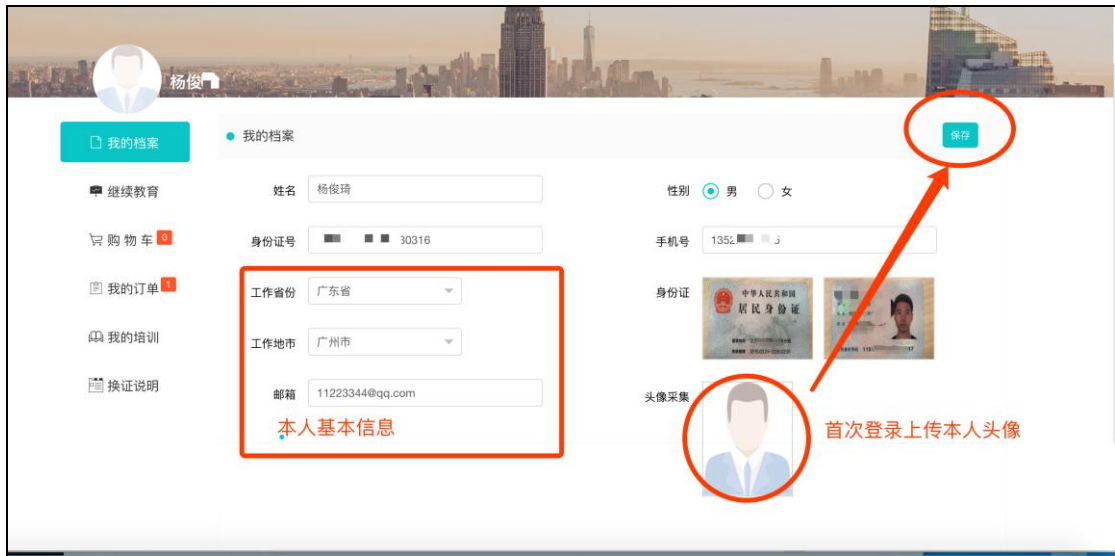 杨俊
我的档案
我的档案
保存
继续教育
姓名 杨俊琦
性别 男 女
购物车 0
身份证号 30316
手机号 1352
我的订单 1
工作省份 广东省
身份证
中华人民共和国
居民身份证
我的培训
工作地市 广州市
换证说明
邮箱 11223344@qq.com
头像采集
本人基本信息
首次登录上传本人头像